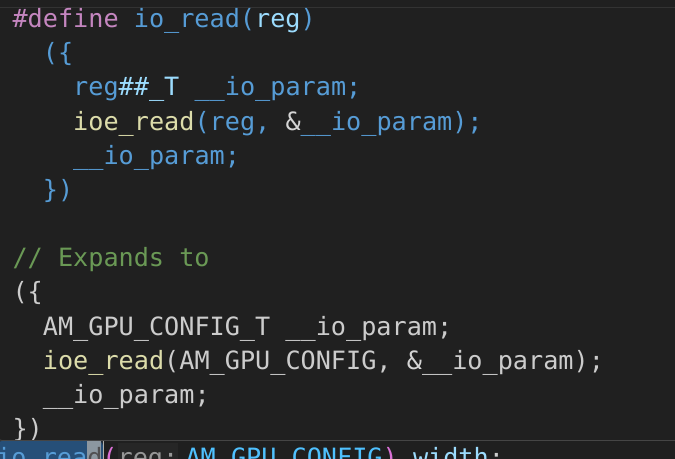 #define io_read(reg)
({
reg##_T __io_param;
ioe_read(reg, &__io_param);
__io_param;
})
// Expands to
({
AM_GPU_CONFIG_T __io_param;
ioe_read(AM_GPU_CONFIG, &__io_param);
__io_param;
})
io_read(reg: AM_GPU_CONFIG).width;